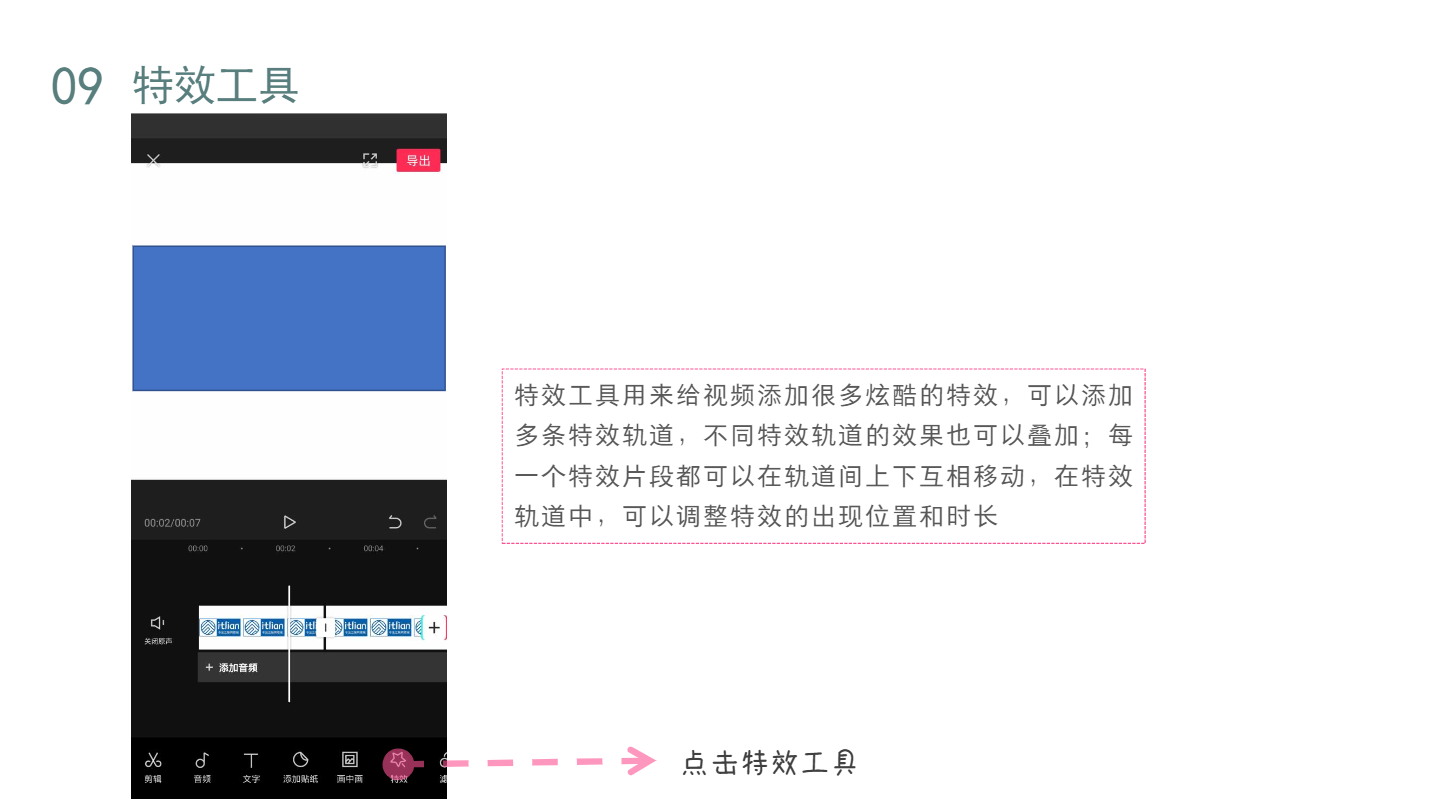 09 特效工具
导出
特效工具用来给视频添加很多炫酷的特效，可以添加
多条特效轨道，不同特效轨道的效果也可以叠加；每
一个特效片段都可以在轨道间上下互相移动，在特效
轨道中，可以调整特效的出现位置和时长
00:02/00:07
00:00 00:02 00:04
itlian itlian itl itlian itlian
关闭原声
+ 添加音频
剪辑 音频 文字 添加贴纸 画中画 特效
点击特效工具